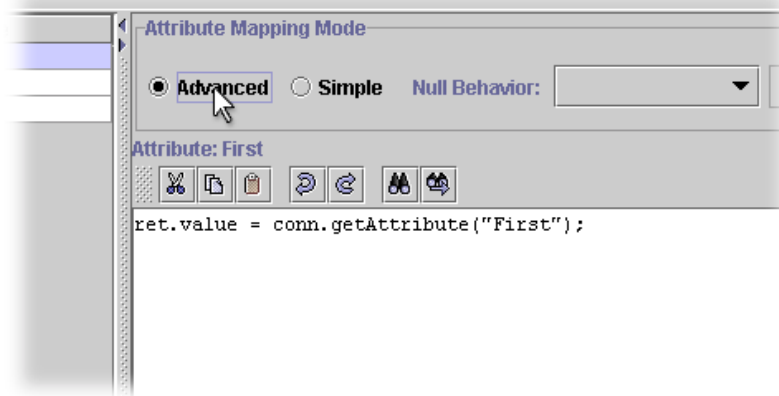 Attribute Mapping Mode
Advanced Simple Null Behavior:
Attribute: First
ret.value = conn.getAttribute("First");